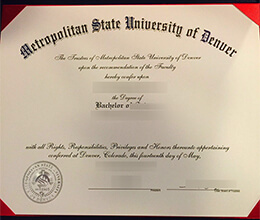 Metropolitan State University of Denver
The Trustees of Metropolitan State University of Denver
upon the recommendation of the Faculty
hereby confer upon
the Degree of
Bachelor o
with all Rights, Responsibilities, Privileges and Honors thereunto appertaining
conferred at Denver, Colorado, this fourteenth day of May,